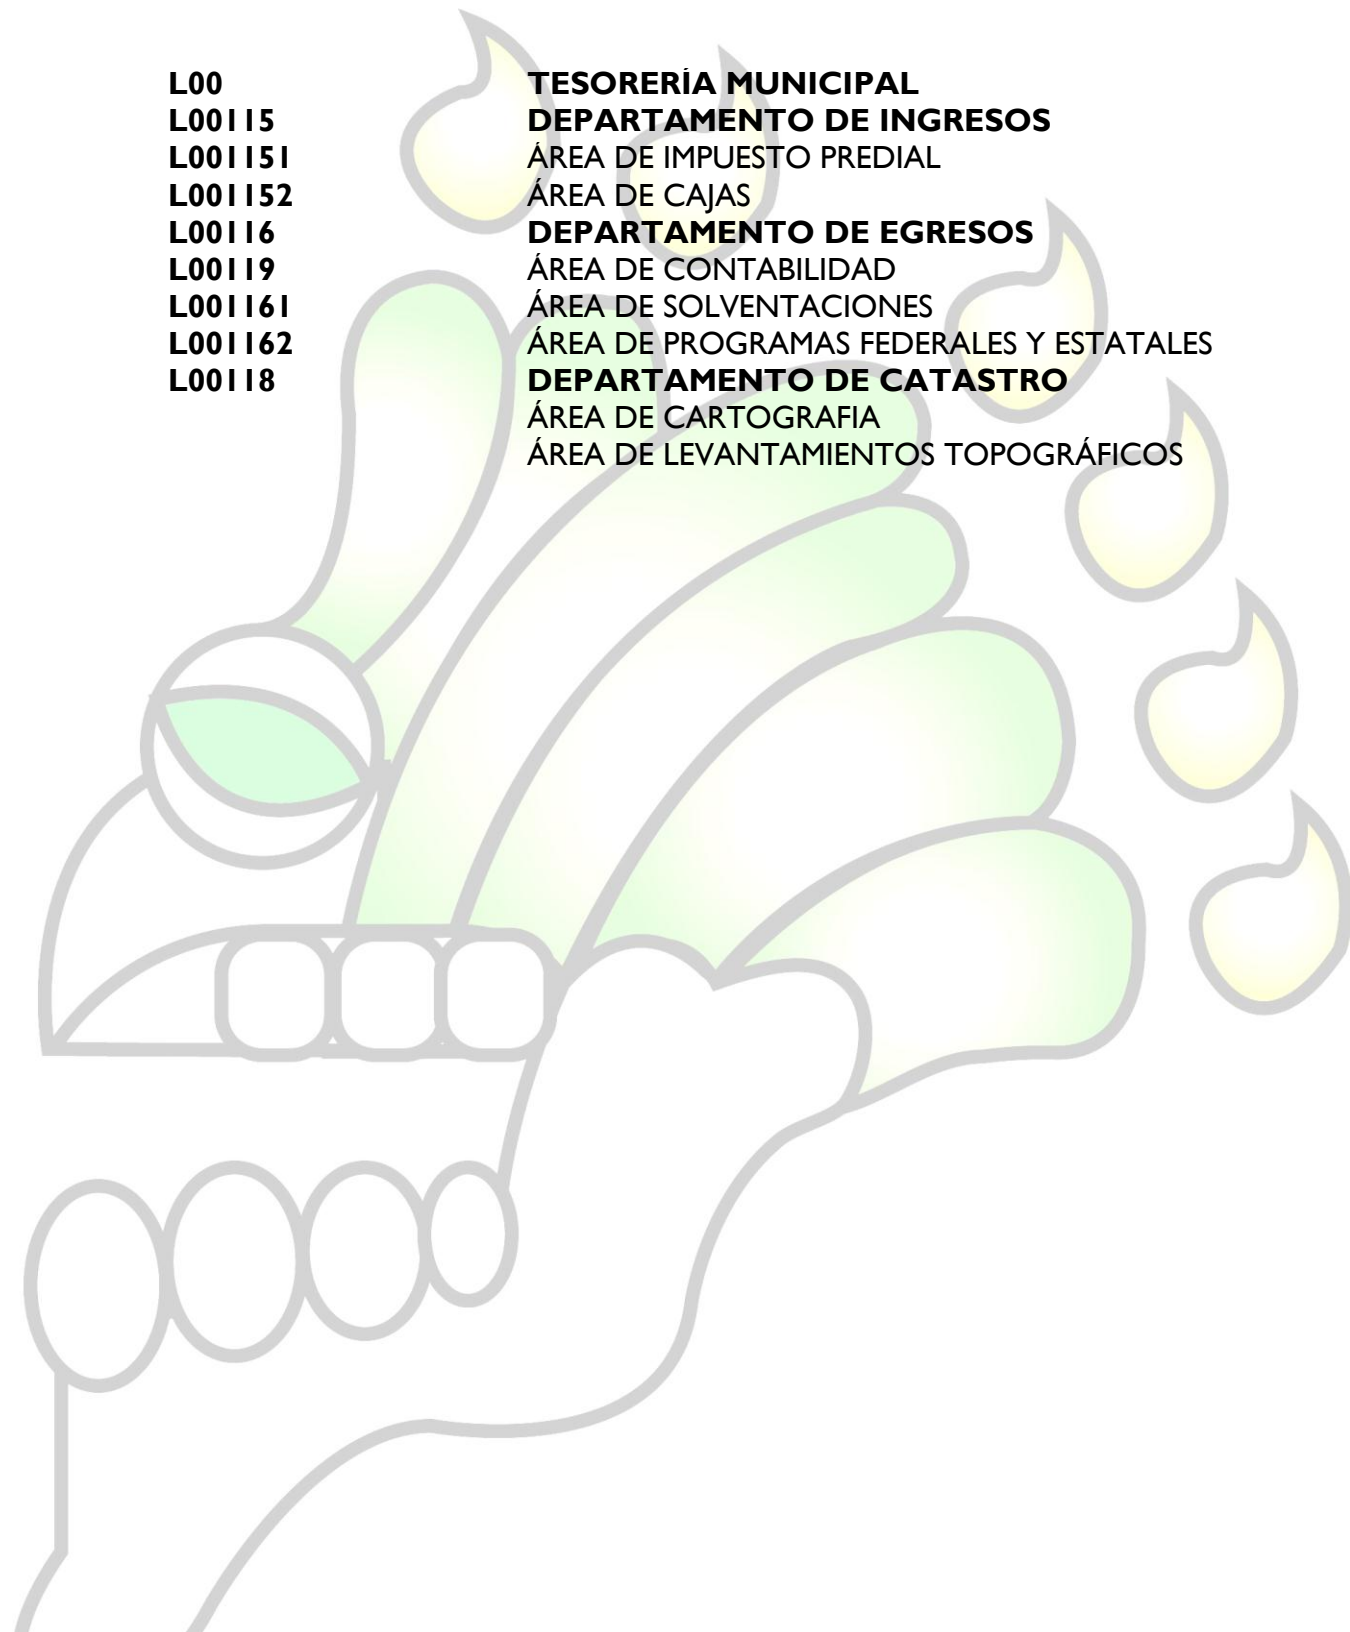 L00 TESORERÍA MUNICIPAL
L00115 DEPARTAMENTO DE INGRESOS
L001151 ÁREA DE IMPUESTO PREDIAL
L001152 ÁREA DE CAJAS
L00116 DEPARTAMENTO DE EGRESOS
L00119 ÁREA DE CONTABILIDAD
L001161 ÁREA DE SOLVENTACIONES
L001162 ÁREA DE PROGRAMAS FEDERALES Y ESTATALES
L00118 DEPARTAMENTO DE CATASTRO
ÁREA DE CARTOGRAFIA
ÁREA DE LEVANTAMIENTOS TOPOGRÁFICOS